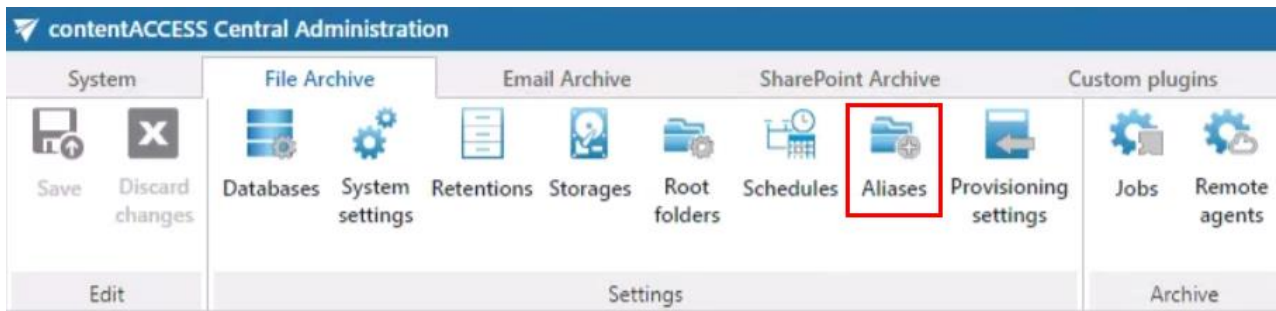 contentACCESS Central Administration
System File Archive Email Archive SharePoint Archive Custom plugins
Save Discard changes Databases System settings Retentions Storages Root folders Schedules Aliases Provisioning settings Jobs Remote agents
Edit Settings Archive